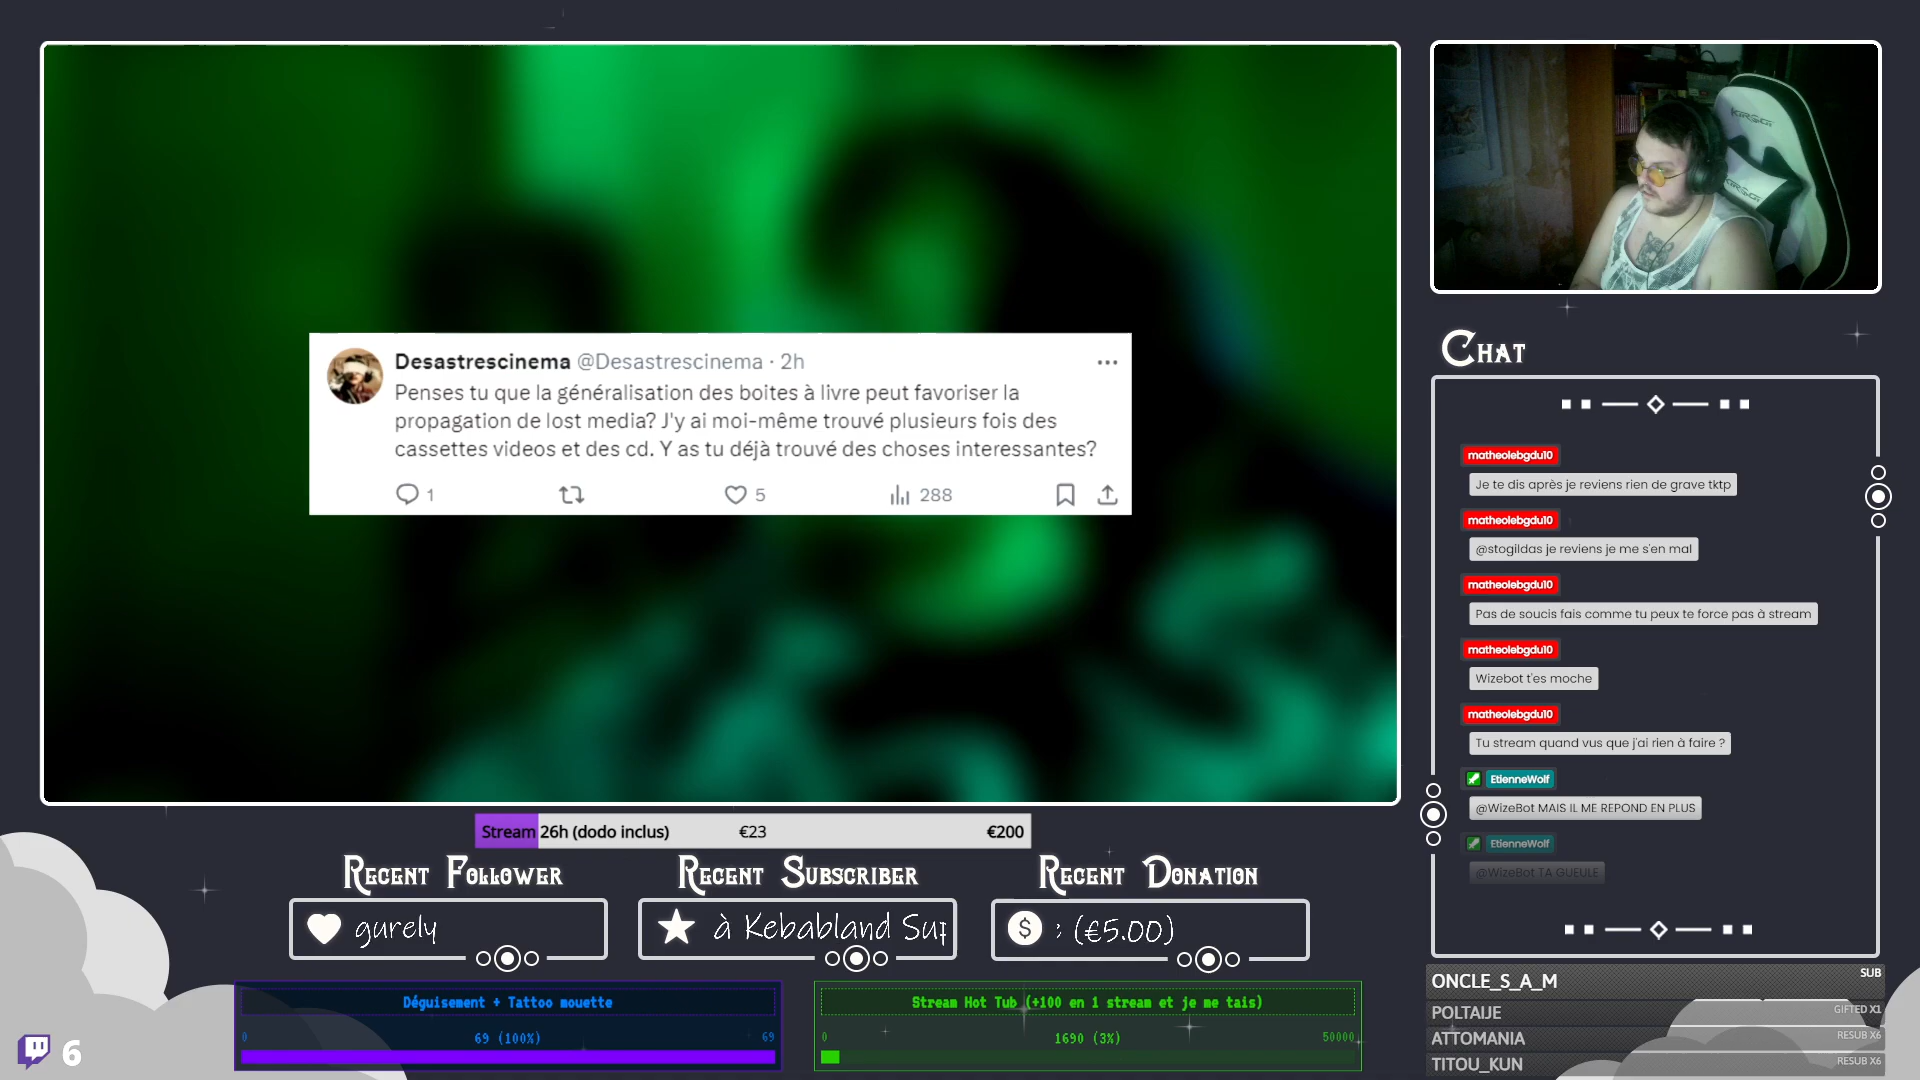 Desastrescinema @Desastrescinema · 2h
Penses tu que la généralisation des boites à livre peut favoriser la
propagation de lost media? J'y ai moi-même trouvé plusieurs fois des
cassettes videos et des cd. Y as tu déjà trouvé des choses interessantes?
1 5 288
KIRSGI
KIRSGI
Chat
matheolebgdu10
Je te dis après je reviens rien de grave tktp
matheolebgdu10
@stogildas je reviens je me s'en mal
matheolebgdu10
Pas de soucis fais comme tu peux te force pas à stream
matheolebgdu10
Wizebot t'es moche
matheolebgdu10
Tu stream quand vus que j'ai rien à faire ?
EtienneWolf
@WizeBot MAIS IL ME REPOND EN PLUS
EtienneWolf
@WizeBot TA GUEULE
Stream 26h (dodo inclus) €23 €200
Recent Follower
gurely
Recent Subscriber
à Kebabland Sup
Recent Donation
: (€5.00)
Déguisement + Tattoo mouette
0 69 (100%) 69
Stream Hot Tub (+100 en 1 stream et je me tais)
0 1690 (3%) 50000
ONCLE_S_A_M SUB
POLTAIJE GIFTED X1
ATTOMANIA RESUB X6
TITOU_KUN RESUB X6
6